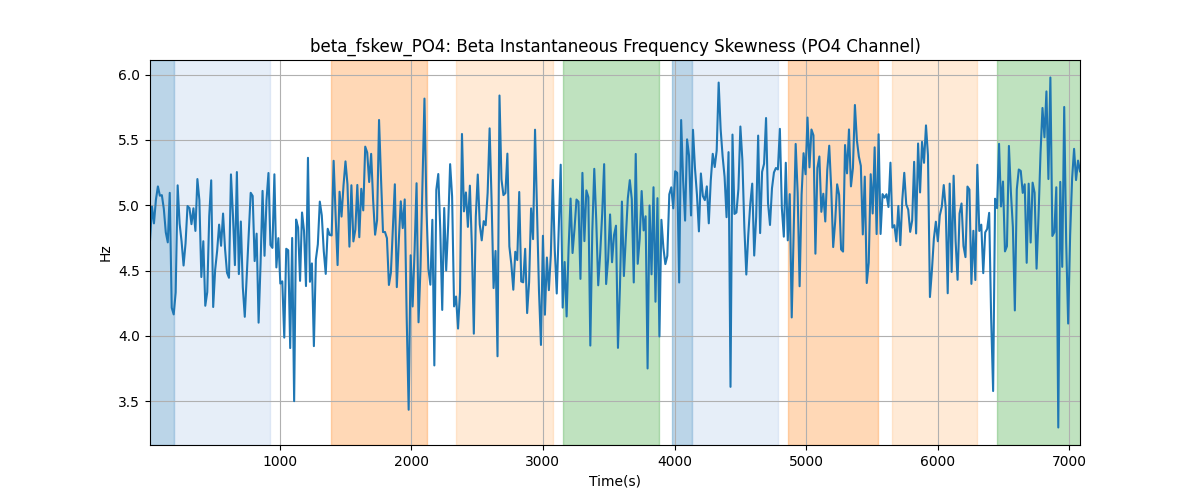 beta_fskew_PO4: Beta Instantaneous Frequency Skewness (PO4 Channel)
6.0
5.5
5.0
4.5
4.0
3.5
Hz
1000 2000 3000 4000 5000 6000 7000
Time(s)